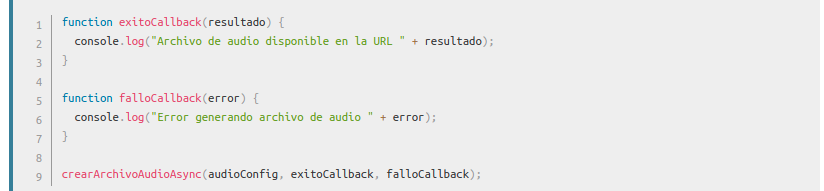 1 function exitoCallback(resultado) {
2   console.log("Archivo de audio disponible en la URL " + resultado);
3 }
4
5 function falloCallback(error) {
6   console.log("Error generando archivo de audio " + error);
7 }
8
9 crearArchivoAudioAsync(audioConfig, exitoCallback, falloCallback);